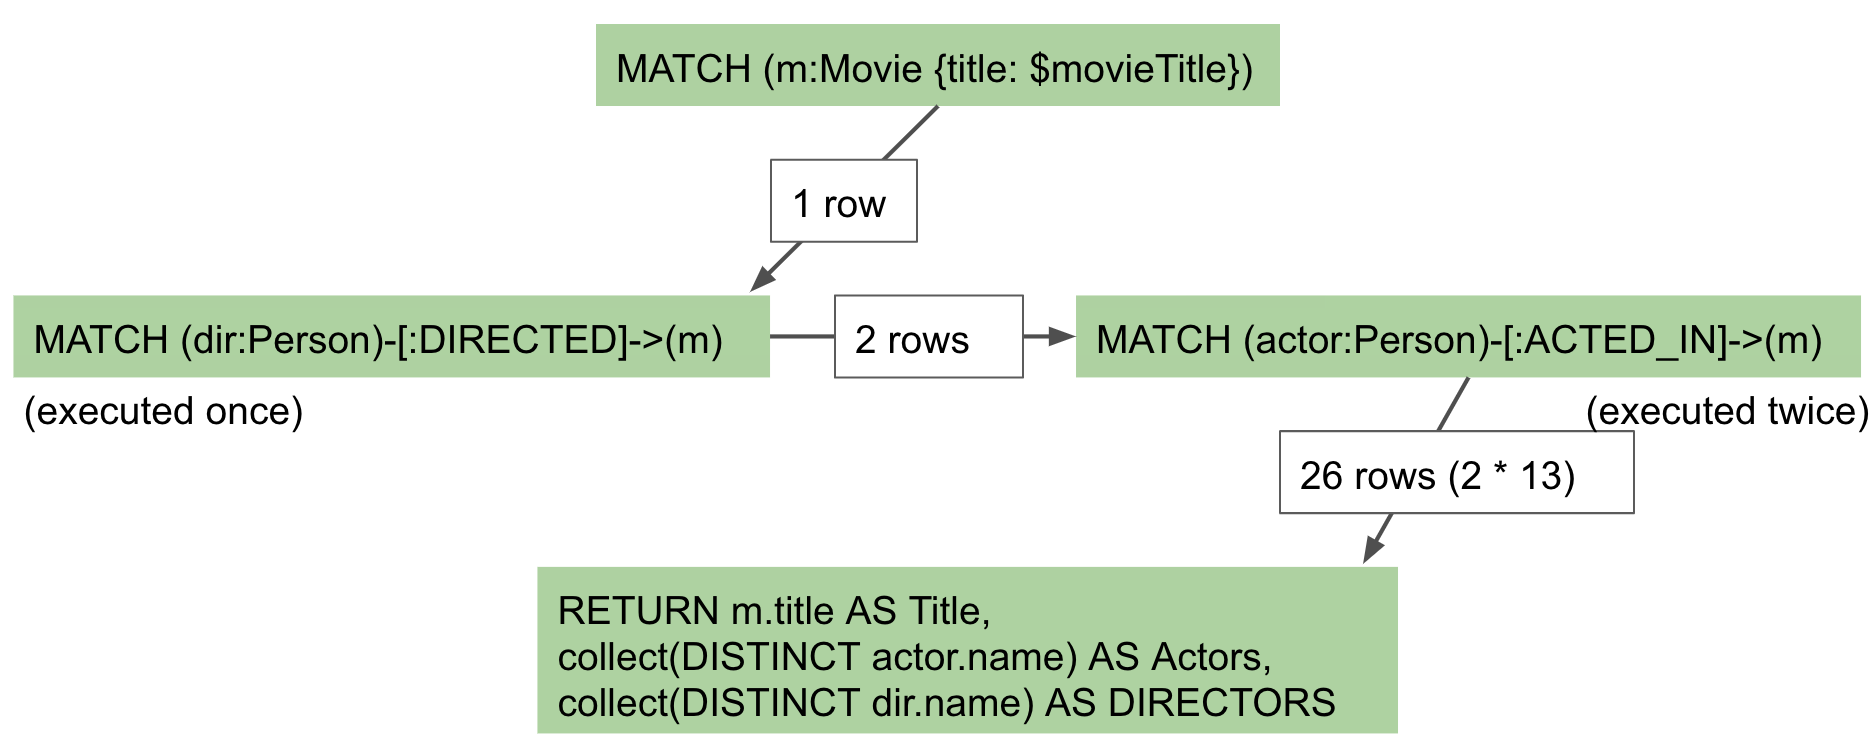 MATCH (m:Movie {title: $movieTitle})
1 row
MATCH (dir:Person)-[:DIRECTED]->(m)
2 rows
MATCH (actor:Person)-[:ACTED_IN]->(m)
(executed once)
(executed twice)
26 rows (2 * 13)
RETURN m.title AS Title,
collect(DISTINCT actor.name) AS Actors,
collect(DISTINCT dir.name) AS DIRECTORS